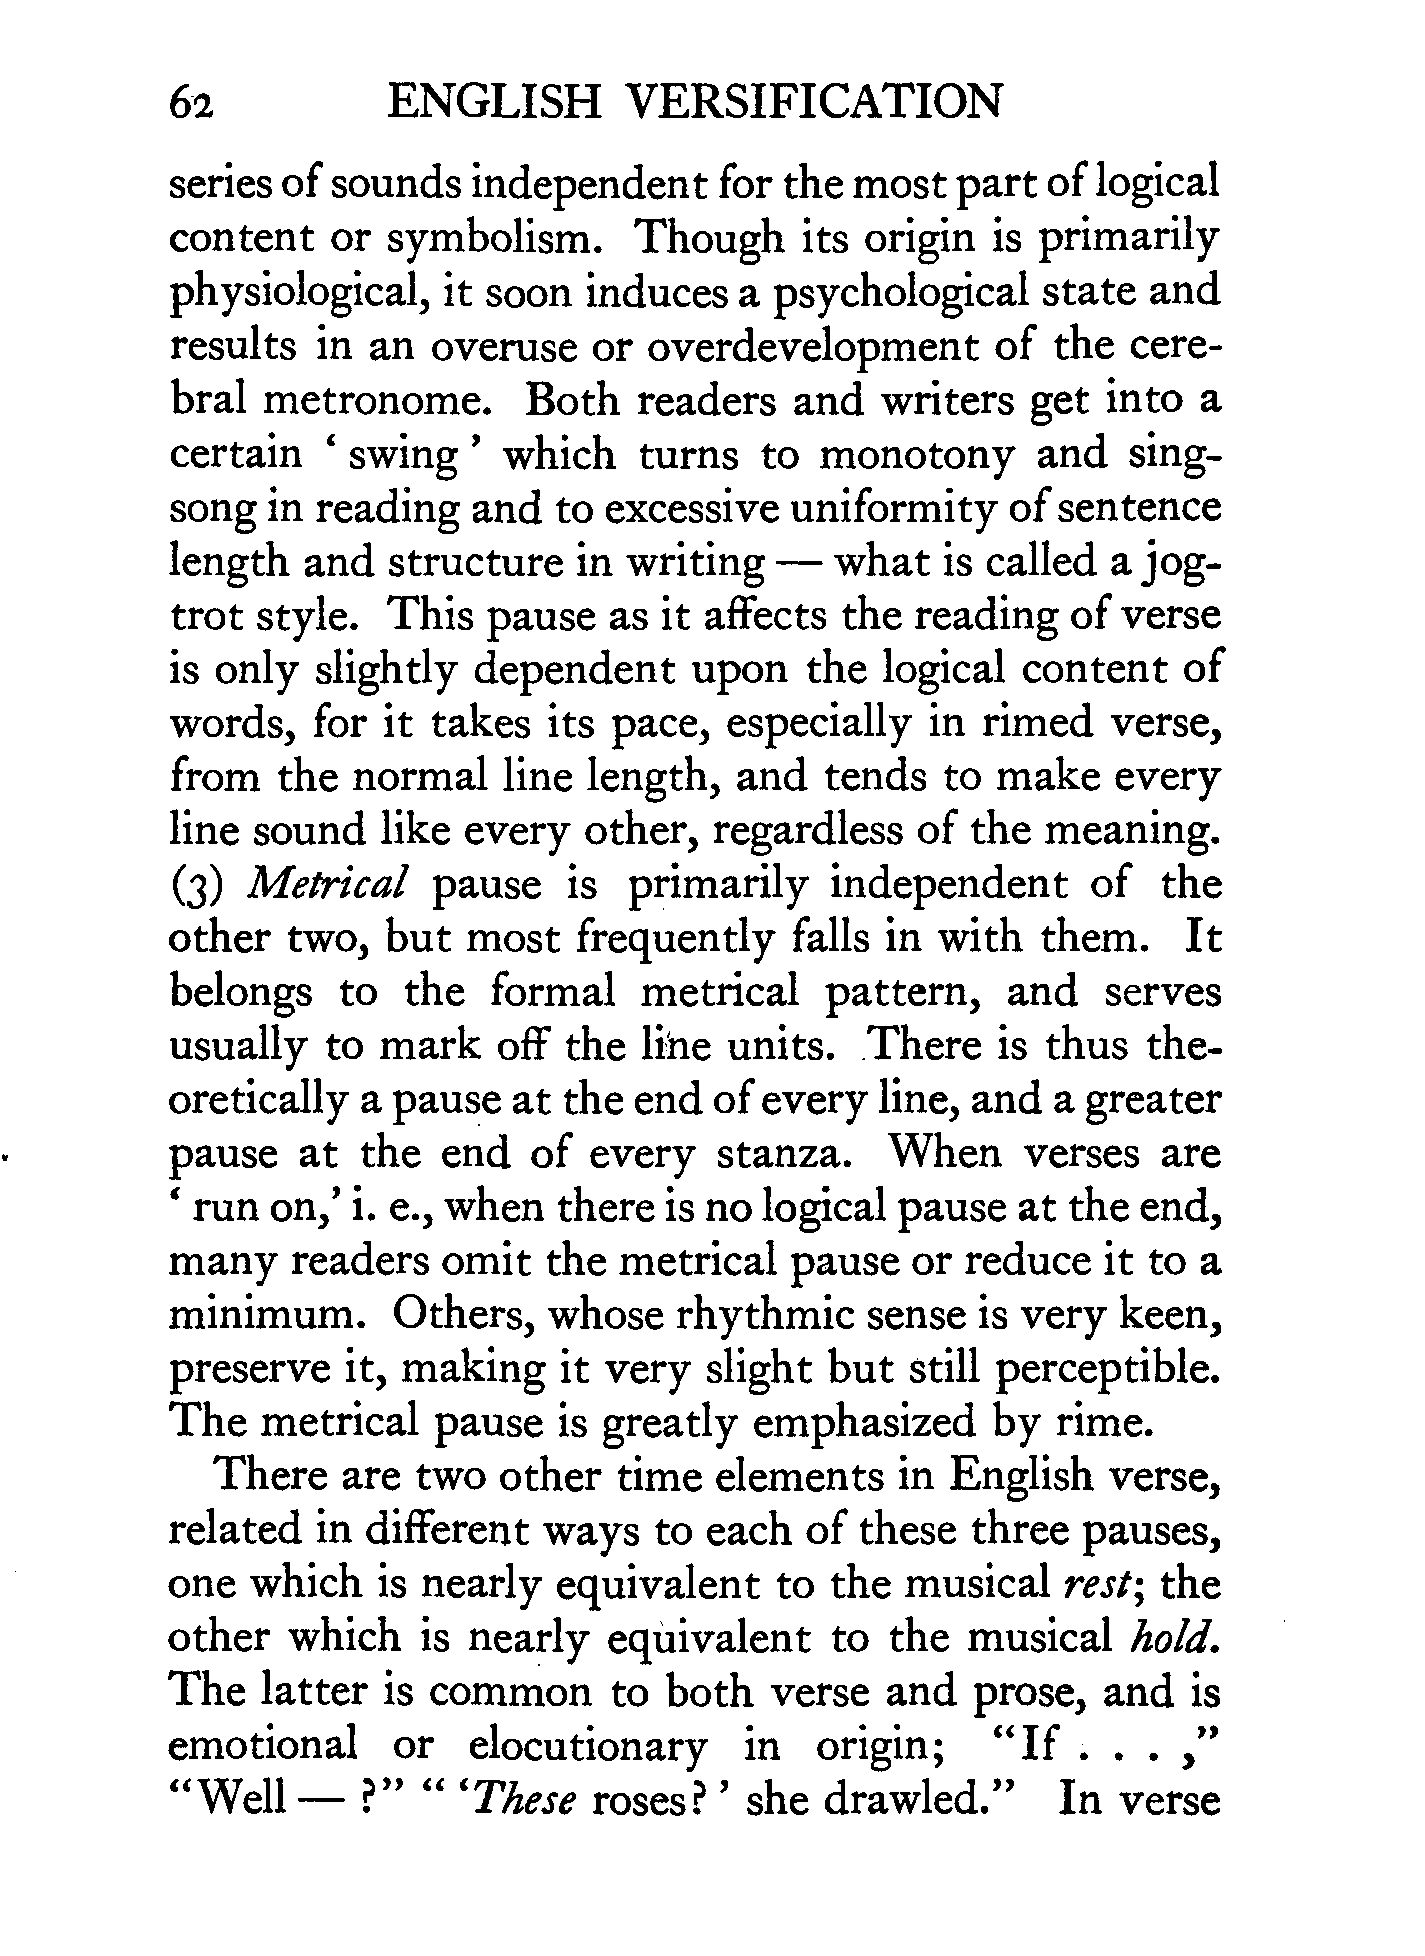 62 ENGLISH VERSIFICATION
series of sounds independent for the most part of logical
content or symbolism. Though its origin is primarily
physiological, it soon induces a psychological state and
results in an overuse or overdevelopment of the cere-
bral metronome. Both readers and writers get into a
certain ‘ swing ’ which turns to monotony and sing-
song in reading and to excessive uniformity of sentence
length and structure in writing — what is called a jog-
trot style. This pause as it affects the reading of verse
is only slightly dependent upon the logical content of
words, for it takes its pace, especially in rimed verse,
from the normal line length, and tends to make every
line sound like every other, regardless of the meaning.
(3) Metrical pause is primarily independent of the
other two, but most frequently falls in with them. It
belongs to the formal metrical pattern, and serves
usually to mark off the line units. There is thus the-
oretically a pause at the end of every line, and a greater
pause at the end of every stanza. When verses are
‘ run on,’ i. e., when there is no logical pause at the end,
many readers omit the metrical pause or reduce it to a
minimum. Others, whose rhythmic sense is very keen,
preserve it, making it very slight but still perceptible.
The metrical pause is greatly emphasized by rime.
There are two other time elements in English verse,
related in different ways to each of these three pauses,
one which is nearly equivalent to the musical rest; the
other which is nearly equivalent to the musical hold.
The latter is common to both verse and prose, and is
emotional or elocutionary in origin; “If . . . ,”
“Well — ?” “ ‘These roses? ’ she drawled.” In verse